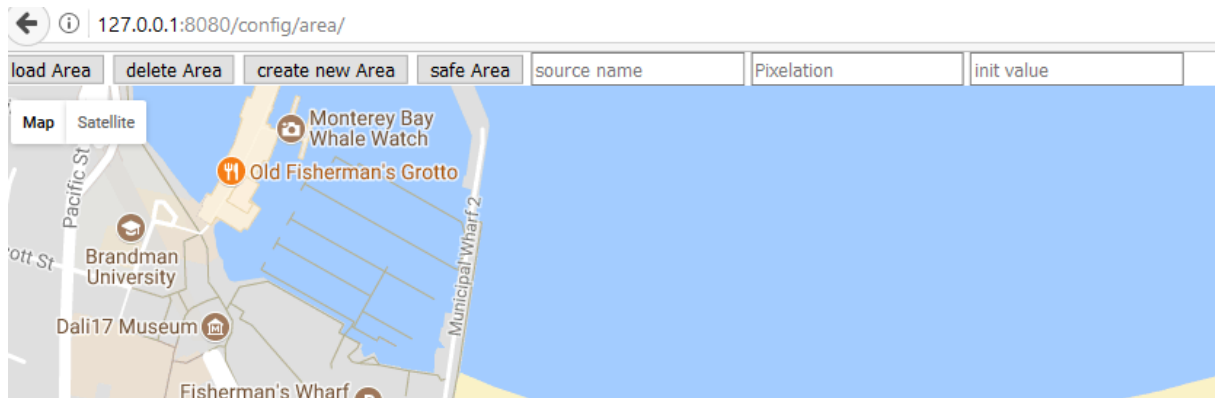 127.0.0.1:8080/config/area/
load Area delete Area create new Area safe Area source name Pixelation init value
Map Satellite
Monterey Bay
Whale Watch
Old Fisherman's Grotto
Pacific St
Municipal Wharf 2
ott St
Brandman
University
Dali17 Museum
Fisherman's Wharf